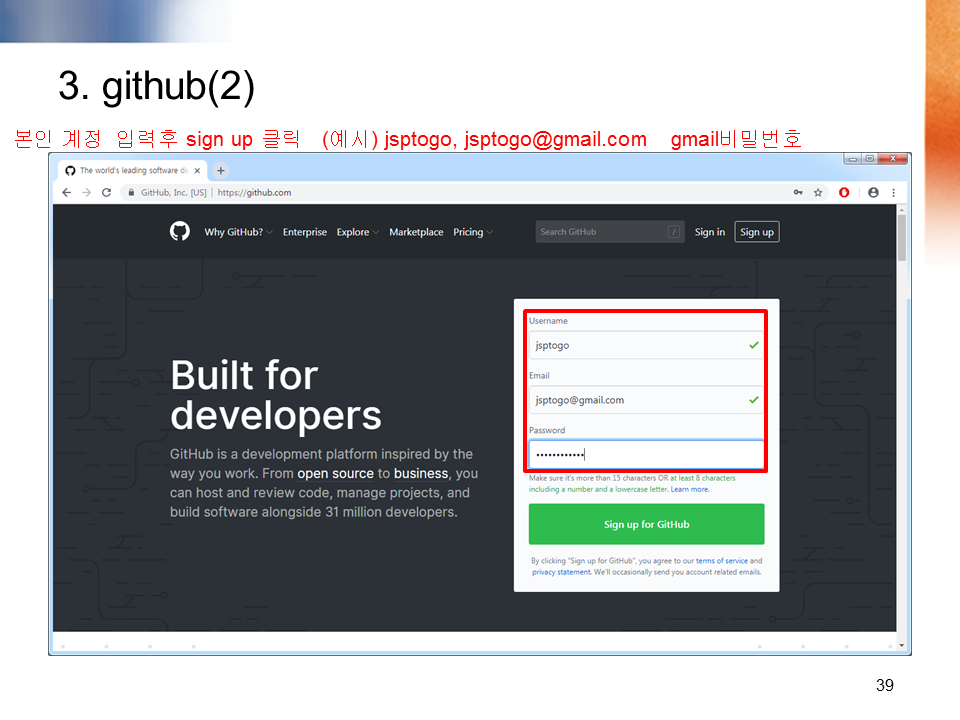 3. github(2)
본인 계정 입력후 sign up 클릭 (예시) jsptogo, jsptogo@gmail.com gmail비밀번호
The world's leading software de
GitHub, Inc. [US] | https://github.com
Why GitHub? Enterprise Explore Marketplace Pricing Search GitHub / Sign in Sign up
Built for
developers
GitHub is a development platform inspired by the
way you work. From open source to business, you
can host and review code, manage projects, and
build software alongside 31 million developers.
Username
jsptogo
Email
jsptogo@gmail.com
Password
••••••••••••
Make sure it's more than 15 characters OR at least 8 characters
including a number and a lowercase letter. Learn more.
Sign up for GitHub
By clicking "Sign up for GitHub", you agree to our terms of service and
privacy statement. We'll occasionally send you account related emails.
39